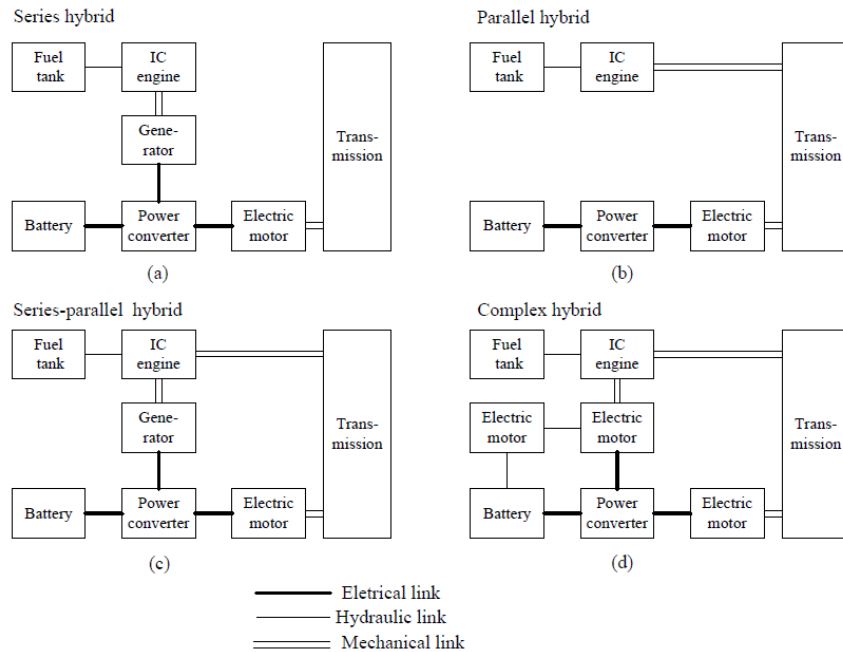 Series hybrid
Fuel
tank
IC
engine
Gene-
rator
Trans-
mission
Battery
Power
converter
Electric
motor
(a)
Parallel hybrid
Fuel
tank
IC
engine
Trans-
mission
Battery
Power
converter
Electric
motor
(b)
Series-parallel hybrid
Fuel
tank
IC
engine
Gene-
rator
Trans-
mission
Battery
Power
converter
Electric
motor
(c)
Complex hybrid
Fuel
tank
IC
engine
Electric
motor
Electric
motor
Trans-
mission
Battery
Power
converter
Electric
motor
(d)
Eletrical link
Hydraulic link
Mechanical link